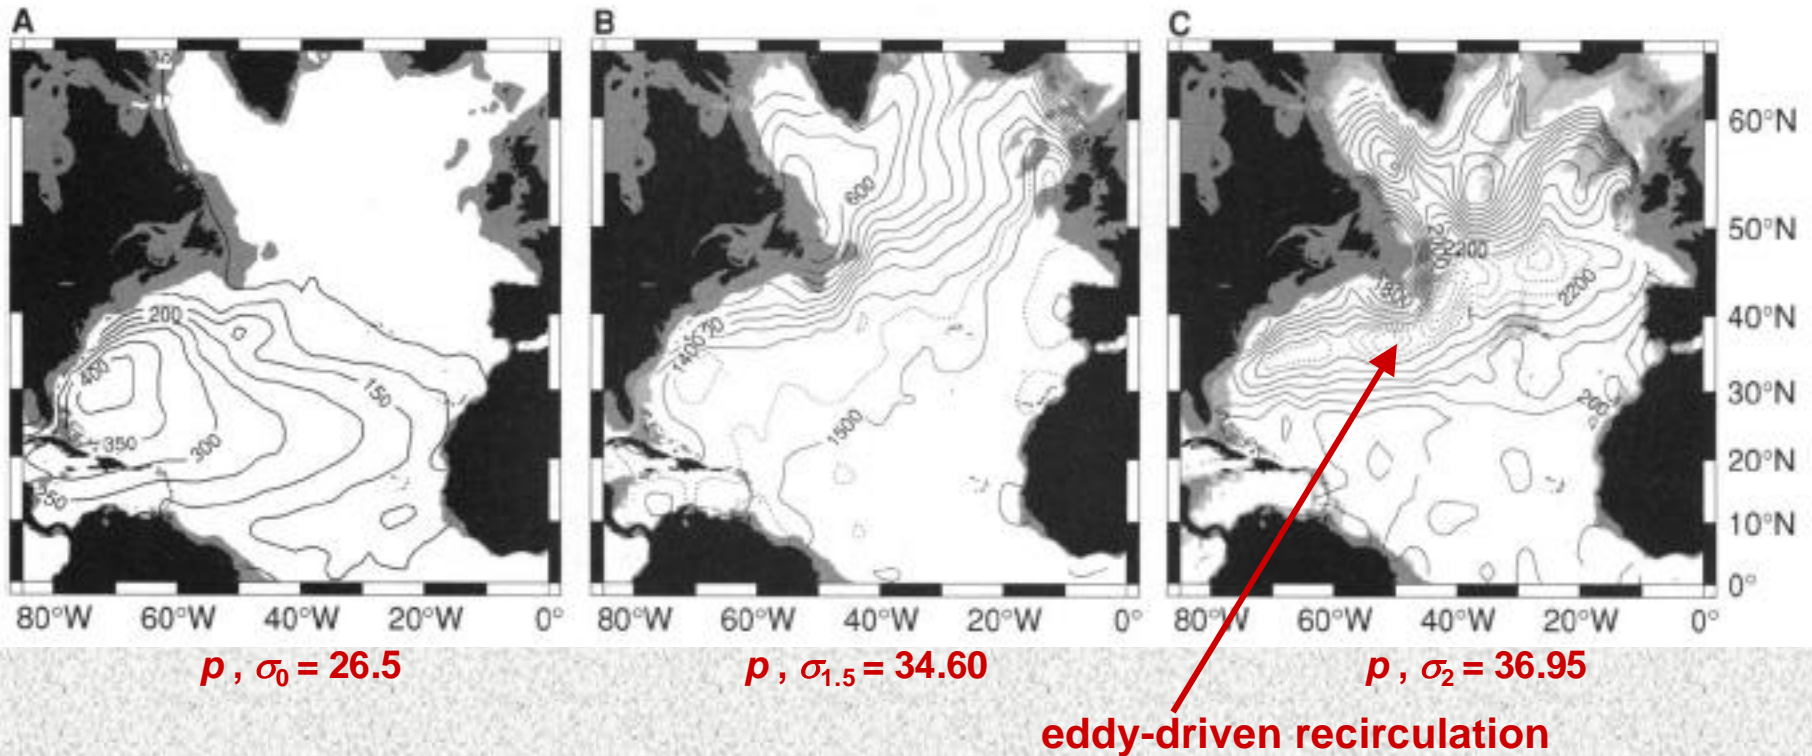 A B C
60°N
50°N
40°N
30°N
20°N
10°N
0°
200
400
350
300
150
250
600
1400
1500
2200
1800
2200
80°W 60°W 40°W 20°W 0° 80°W 60°W 40°W 20°W 0° 80°W 60°W 40°W 20°W 0°
p , σ0 = 26.5 p , σ1.5 = 34.60 p , σ2 = 36.95
eddy-driven recirculation